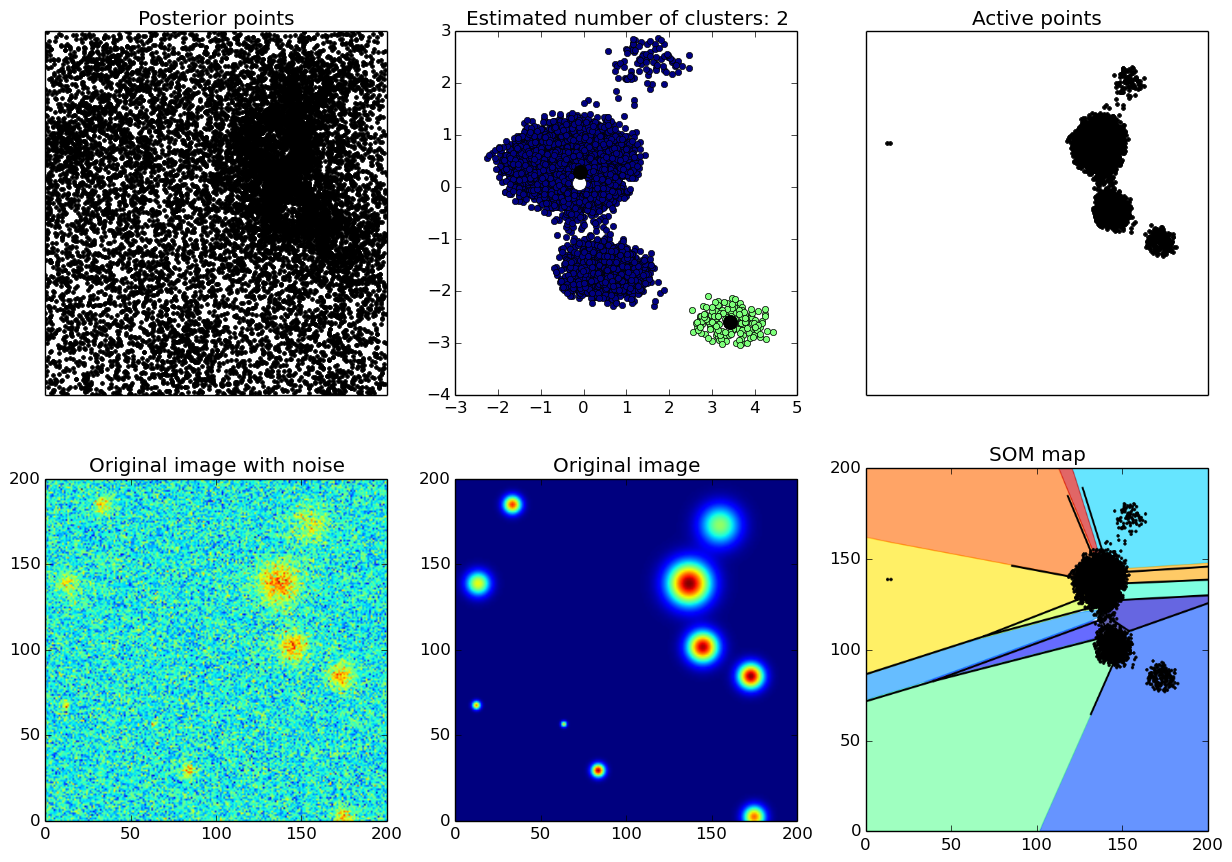 Posterior points
Estimated number of clusters: 2
Active points
3
2
1
0
−1
−2
−3
−4
−3 −2 −1 0 1 2 3 4 5
Original image with noise
Original image
SOM map
200
150
100
50
0
0 50 100 150 200
200
150
100
50
0
0 50 100 150 200
200
150
100
50
0
0 50 100 150 200